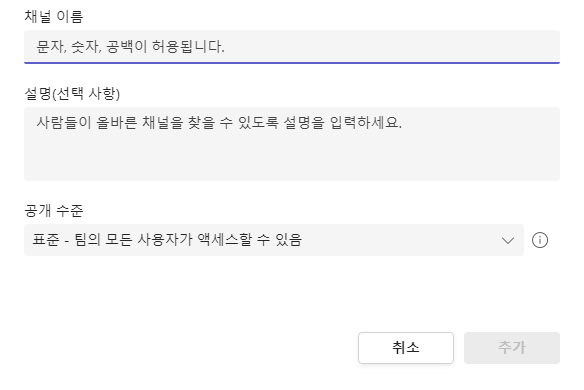 채널 이름
문자, 숫자, 공백이 허용됩니다.
설명(선택 사항)
사람들이 올바른 채널을 찾을 수 있도록 설명을 입력하세요.
공개 수준
표준 - 팀의 모든 사용자가 액세스할 수 있음
취소
추가